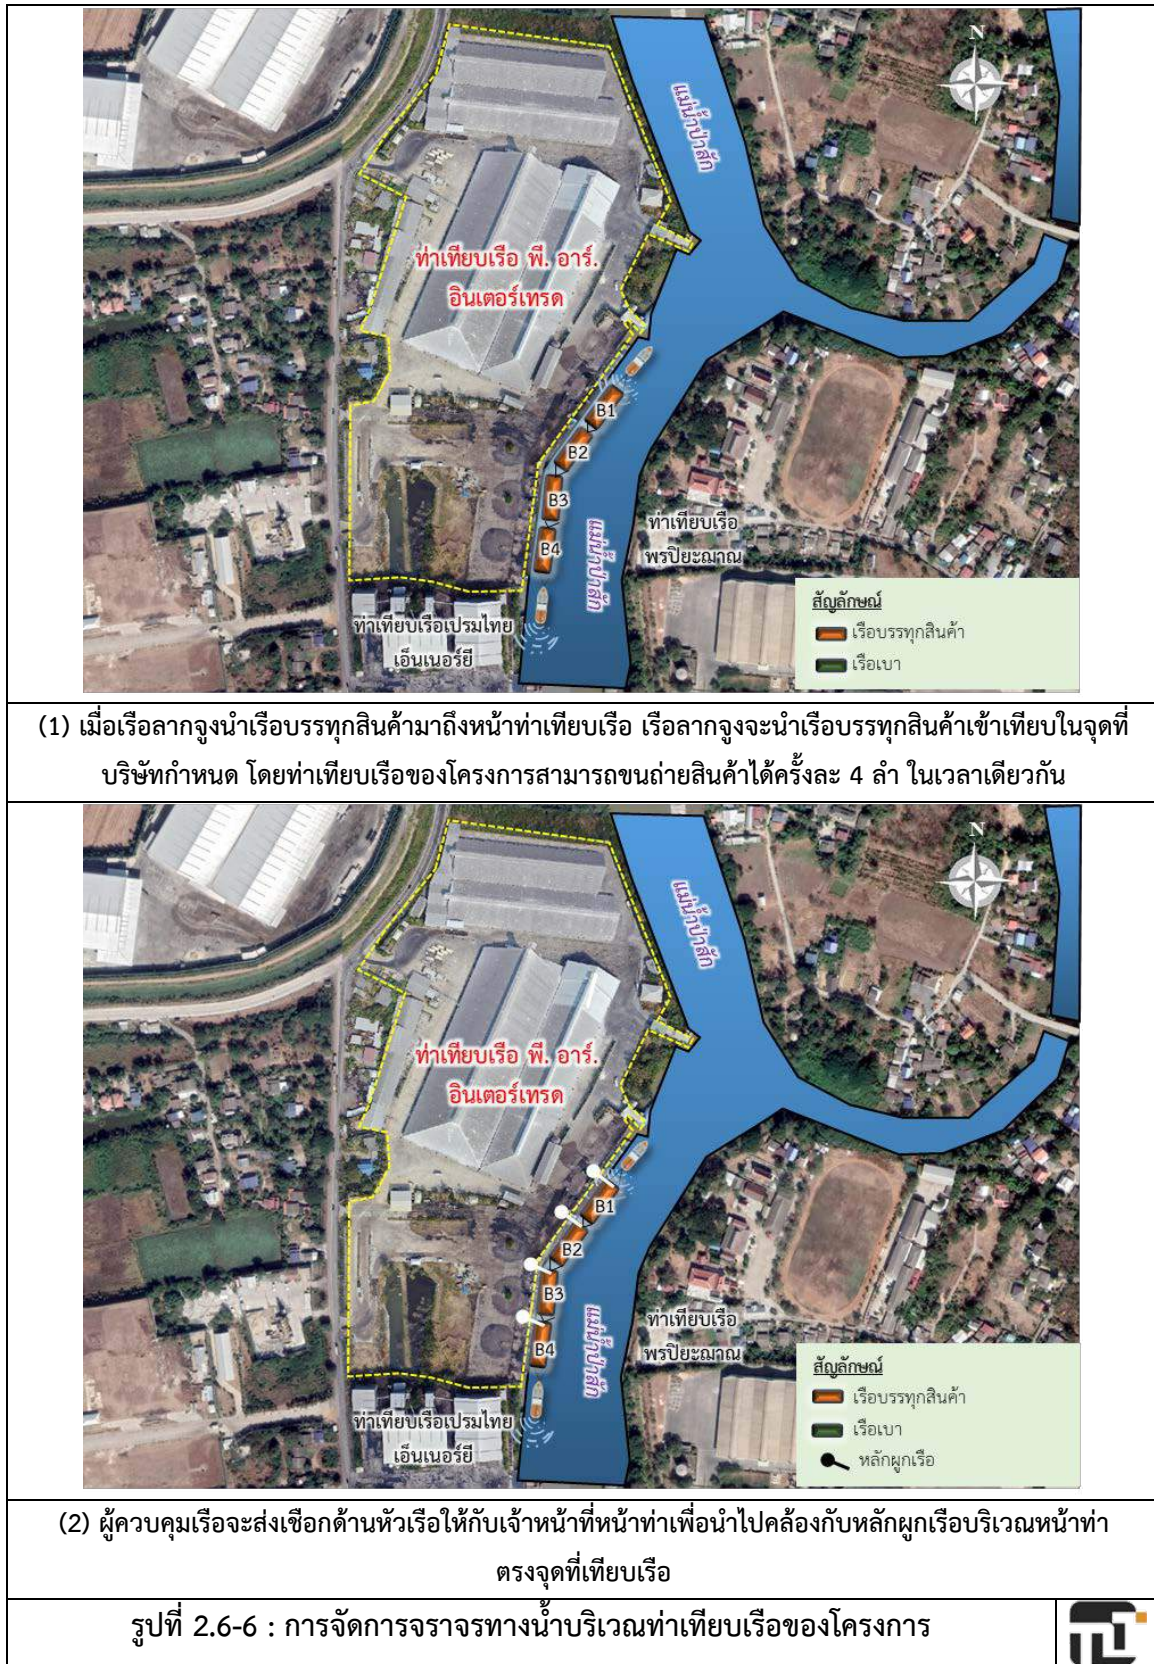 N
แม่น้ำป่าสัก
ท่าเทียบเรือ พี. อาร์.
อินเตอร์เทรด
B1
B2
B3
B4
แม่น้ำป่าสัก
ท่าเทียบเรือ
พรปิยะฌาณ
ท่าเทียบเรือเปรมไทย
เอ็นเนอร์ยี
สัญลักษณ์
เรือบรรทุกสินค้า
เรือเบา
(1) เมื่อเรือลากจูงนำเรือบรรทุกสินค้ามาถึงหน้าท่าเทียบเรือ เรือลากจูงจะนำเรือบรรทุกสินค้าเข้าเทียบในจุดที่
บริษัทกำหนด โดยท่าเทียบเรือของโครงการสามารถขนถ่ายสินค้าได้ครั้งละ 4 ลำ ในเวลาเดียวกัน
N
แม่น้ำป่าสัก
ท่าเทียบเรือ พี. อาร์.
อินเตอร์เทรด
B1
B2
B3
B4
แม่น้ำป่าสัก
ท่าเทียบเรือ
พรปิยะฌาณ
ท่าเทียบเรือเปรมไทย
เอ็นเนอร์ยี
สัญลักษณ์
เรือบรรทุกสินค้า
เรือเบา
หลักผูกเรือ
(2) ผู้ควบคุมเรือจะส่งเชือกด้านหัวเรือให้กับเจ้าหน้าที่หน้าท่าเพื่อนำไปคล้องกับหลักผูกเรือบริเวณหน้าท่า
ตรงจุดที่เทียบเรือ
รูปที่ 2.6-6 : การจัดการจราจรทางน้ำบริเวณท่าเทียบเรือของโครงการ